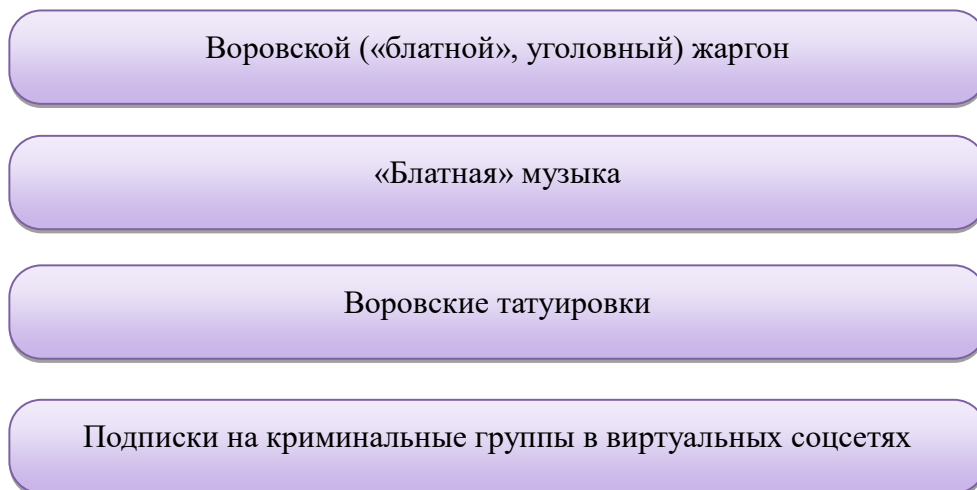 Воровской («блатной», уголовный) жаргон
«Блатная» музыка
Воровские татуировки
Подписки на криминальные группы в виртуальных соцсетях